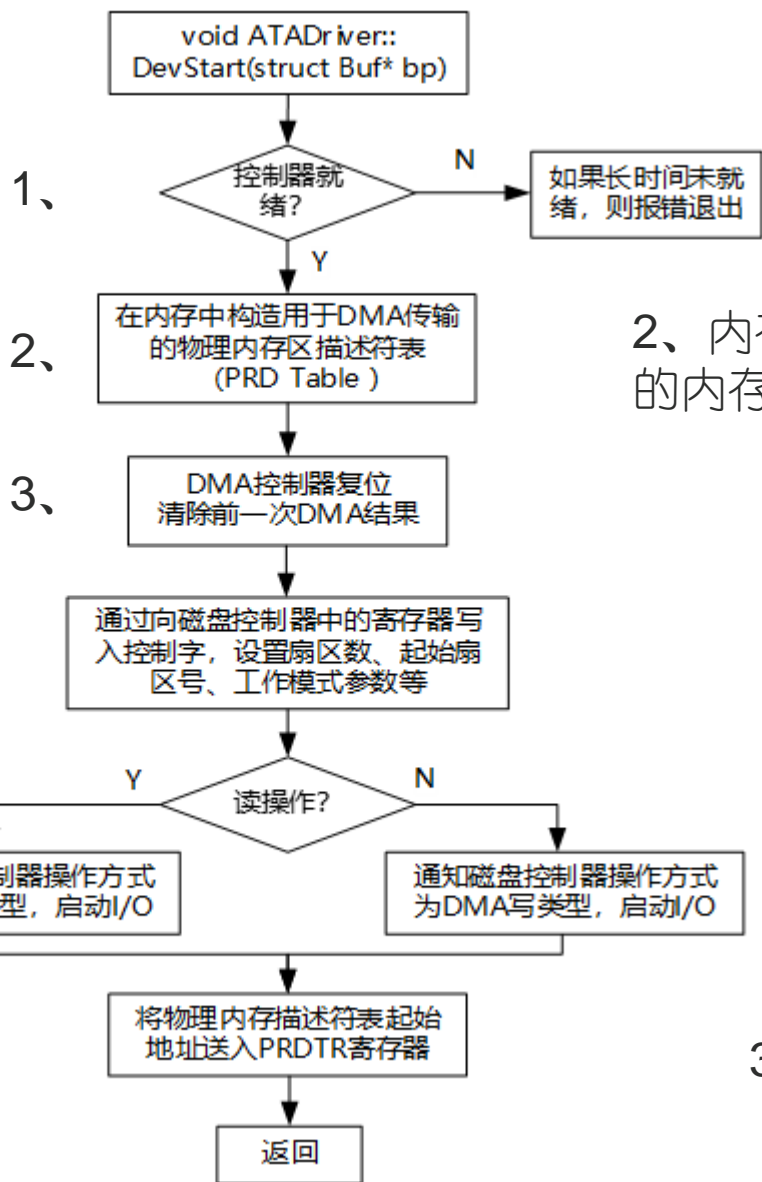 void ATADriver::
DevStart(struct Buf* bp)
1、
控制器就
绪?
N
如果长时间未就
绪，则报错退出
Y
2、
在内存中构造用于DMA传输
的物理内存区描述符表
(PRD Table )
2、内存
的内存
3、
DMA控制器复位
清除前一次DMA结果
通过向磁盘控制器中的寄存器写
入控制字，设置扇区数、起始扇
区号、工作模式参数等
Y
读操作?
N
制器操作方式
型，启动I/O
通知磁盘控制器操作方式
为DMA写类型，启动I/O
将物理内存描述符表起始
地址送入PRDTR寄存器
3
返回